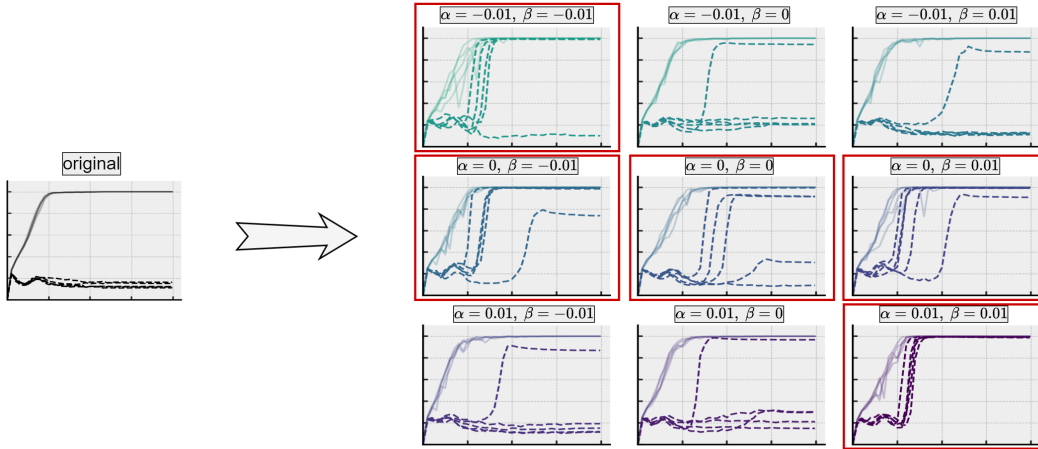 α = −0.01, β = −0.01
α = −0.01, β = 0
α = −0.01, β = 0.01
original
α = 0, β = −0.01
α = 0, β = 0
α = 0, β = 0.01
α = 0.01, β = −0.01
α = 0.01, β = 0
α = 0.01, β = 0.01